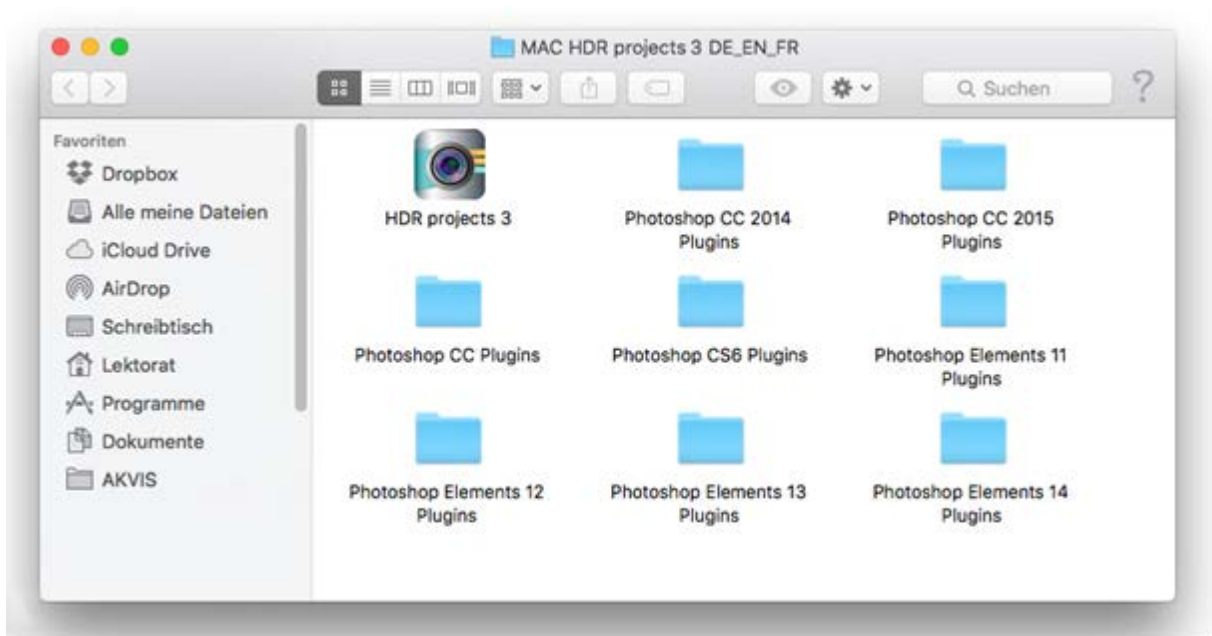 MAC HDR projects 3 DE_EN_FR
Suchen
?
Favoriten
Dropbox
Alle meine Dateien
iCloud Drive
AirDrop
Schreibtisch
Lektorat
Programme
Dokumente
AKVIS
HDR projects 3
Photoshop CC 2014
Plugins
Photoshop CC 2015
Plugins
Photoshop CC Plugins
Photoshop CS6 Plugins
Photoshop Elements 11
Plugins
Photoshop Elements 12
Plugins
Photoshop Elements 13
Plugins
Photoshop Elements 14
Plugins